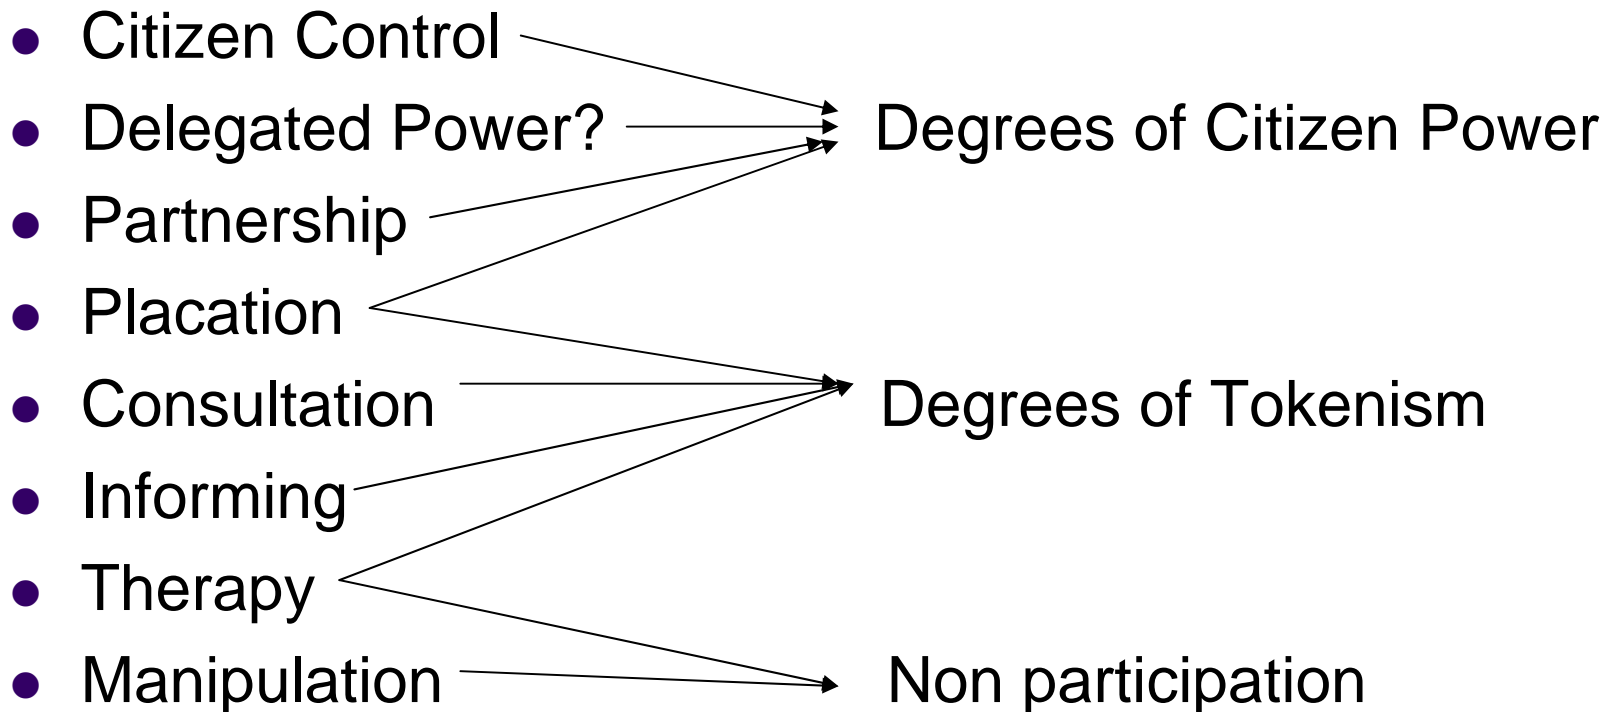 Citizen Control
Delegated Power? Degrees of Citizen Power
Partnership
Placation
Consultation Degrees of Tokenism
Informing
Therapy
Manipulation Non participation